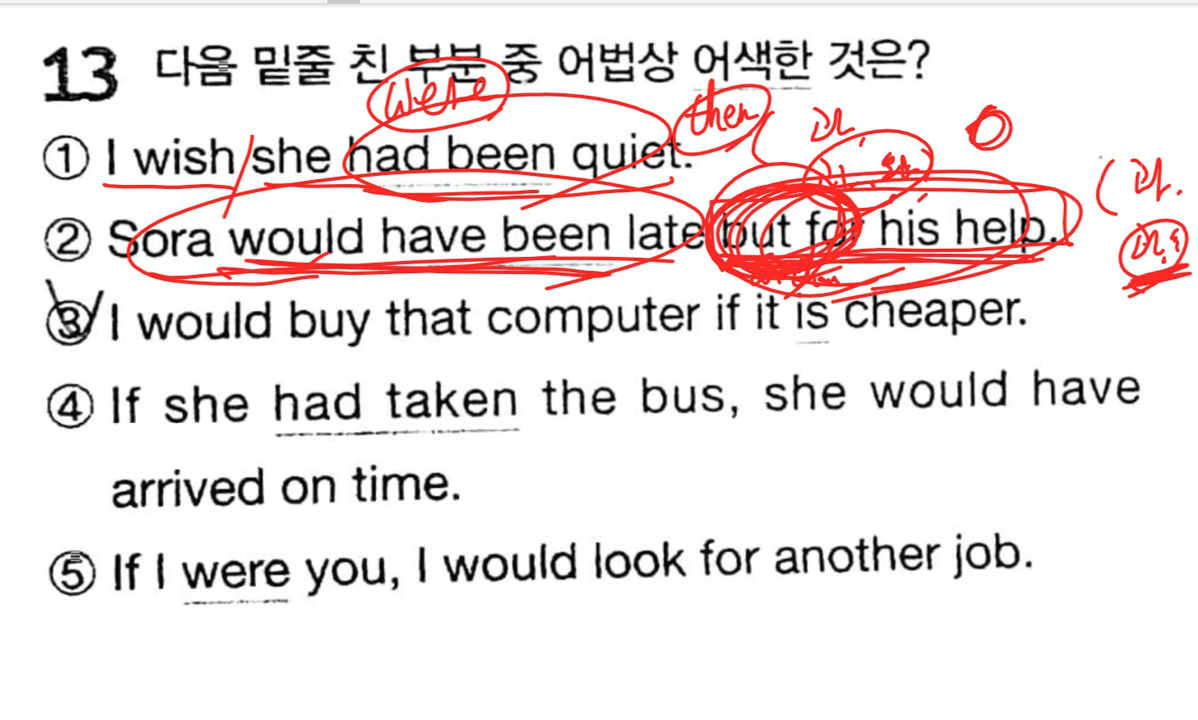 13 다음 밑줄 친 부분 중 어법상 어색한 것은?
were
then 과
① I wish she had been quiet.
② Sora would have been late but for his help.
③ I would buy that computer if it is cheaper.
④ If she had taken the bus, she would have
arrived on time.
⑤ If I were you, I would look for another job.